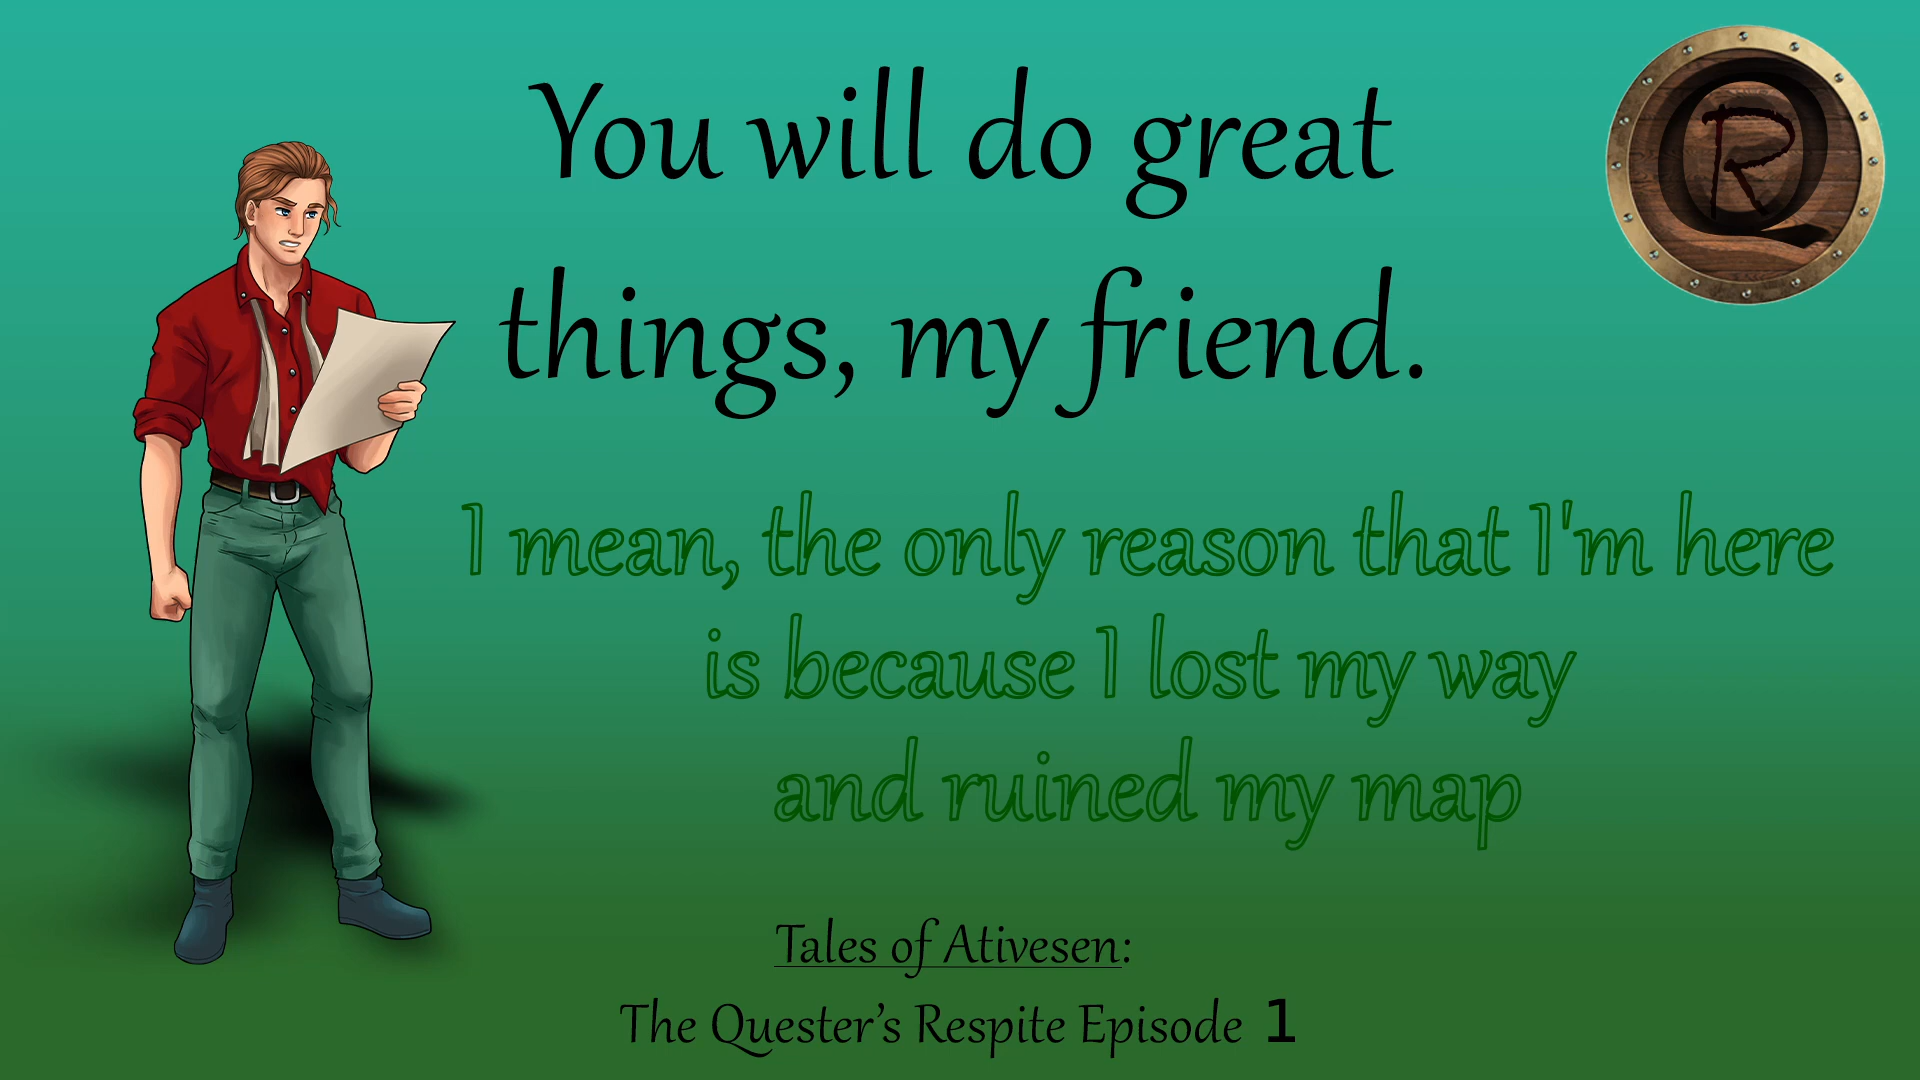 You will do great
things, my friend.
I mean, the only reason that I'm here
is because I lost my way
and ruined my map
Tales of Ativesen:
The Quester’s Respite Episode 1
QR